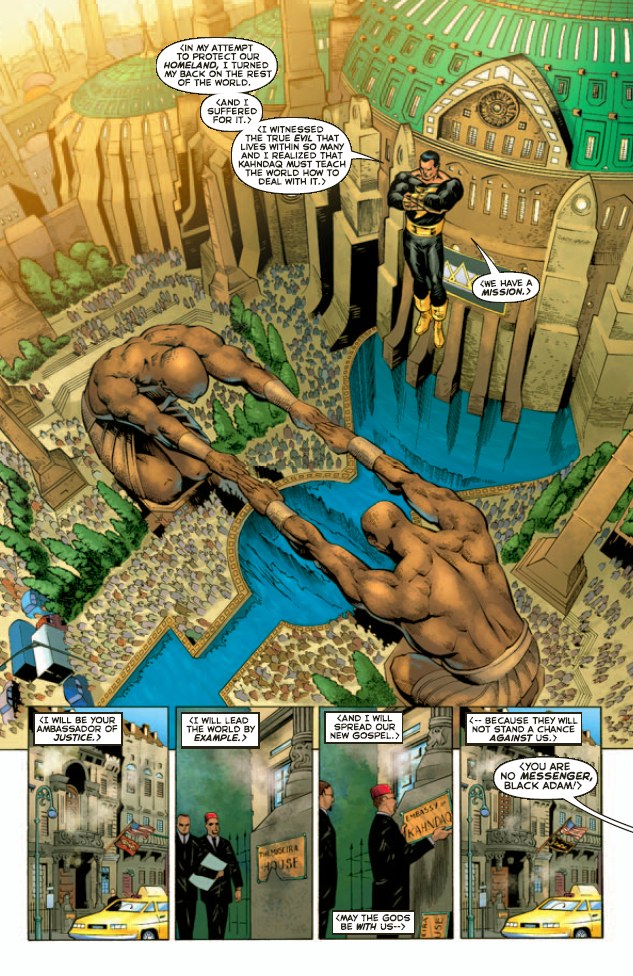 <IN MY ATTEMPT
TO PROTECT OUR
HOMELAND, I TURNED
MY BACK ON THE REST
OF THE WORLD.
<AND I
SUFFERED
FOR IT.>
<I WITNESSED
THE TRUE EVIL THAT
LIVES WITHIN SO MANY
AND I REALIZED THAT
KAHNDAQ MUST TEACH
THE WORLD HOW TO
DEAL WITH IT.>
<WE HAVE A
MISSION.>
<I WILL BE YOUR
AMBASSADOR OF
JUSTICE.>
<I WILL LEAD
THE WORLD BY
EXAMPLE.>
HOUSE
<AND I WILL
SPREAD OUR
NEW GOSPEL.>
EMBASSY OF
KAHNDAQ
HOUSE
<MAY THE GODS
BE WITH US-->
<-- BECAUSE THEY WILL
NOT STAND A CHANCE
AGAINST US.>
<YOU ARE
NO MESSENGER,
BLACK ADAM!>